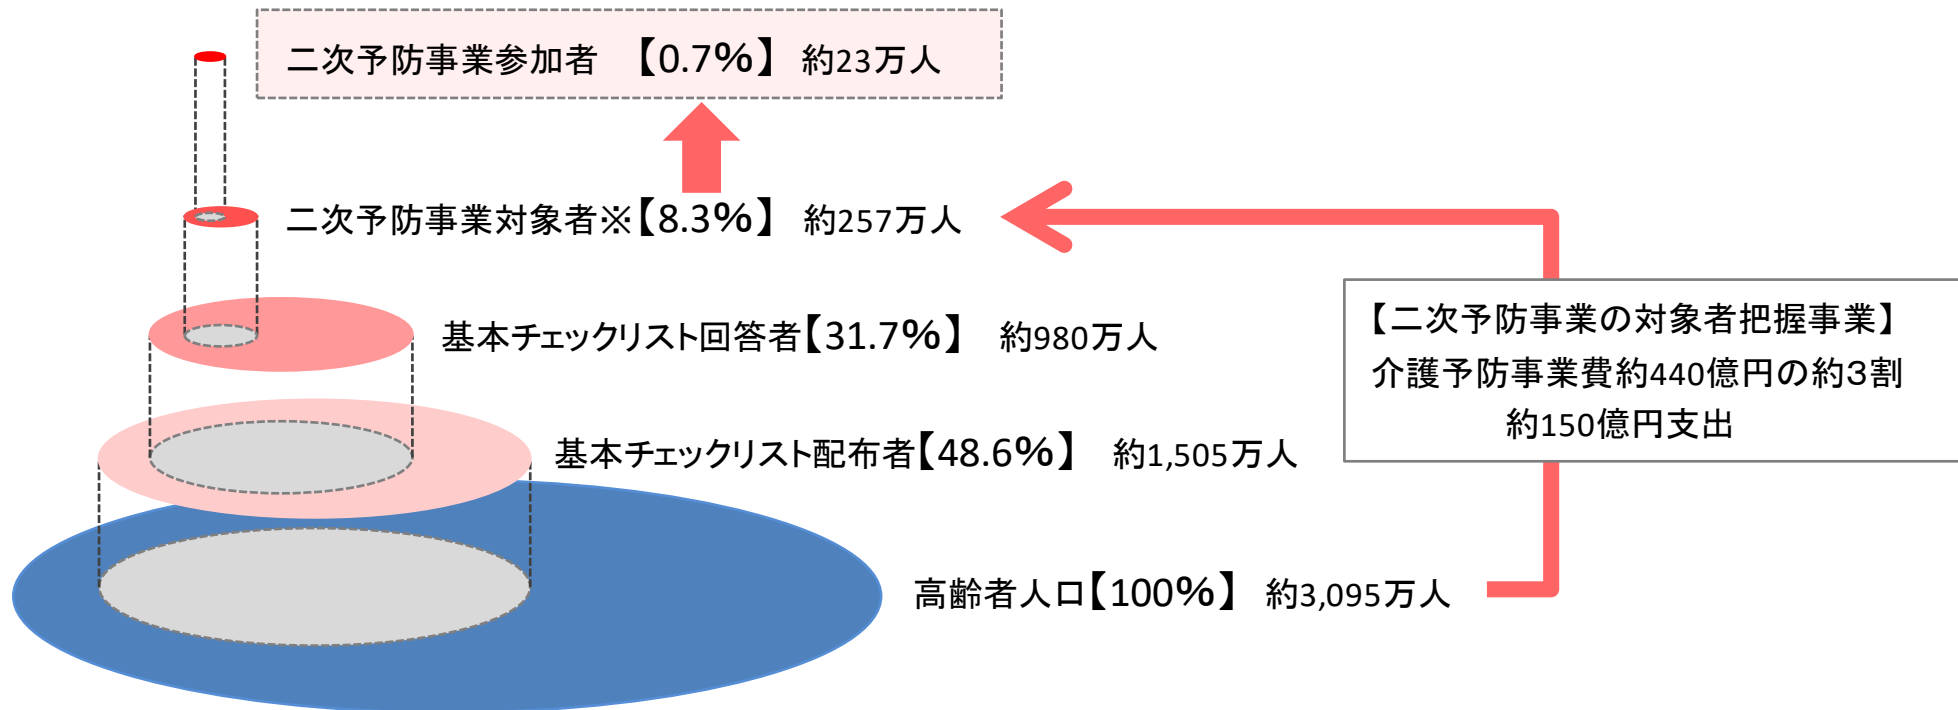 二次予防事業参加者 【0.7%】 約23万人
二次予防事業対象者※【8.3%】 約257万人
基本チェックリスト回答者【31.7%】 約980万人
基本チェックリスト配布者【48.6%】 約1,505万人
高齢者人口【100%】 約3,095万人
【二次予防事業の対象者把握事業】
介護予防事業費約440億円の約3割
約150億円支出